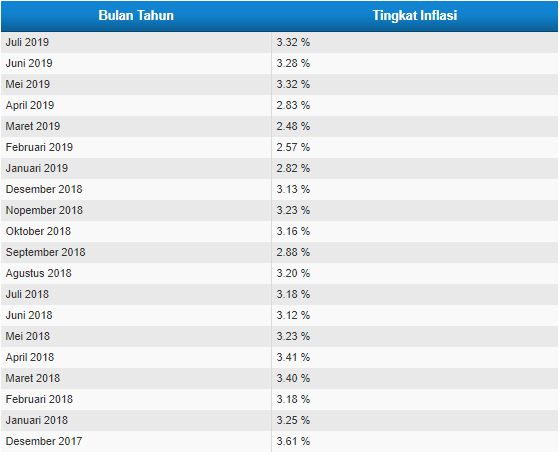 Bulan Tahun Tingkat Inflasi
Juli 2019 3.32 %
Juni 2019 3.28 %
Mei 2019 3.32 %
April 2019 2.83 %
Maret 2019 2.48 %
Februari 2019 2.57 %
Januari 2019 2.82 %
Desember 2018 3.13 %
Nopember 2018 3.23 %
Oktober 2018 3.16 %
September 2018 2.88 %
Agustus 2018 3.20 %
Juli 2018 3.18 %
Juni 2018 3.12 %
Mei 2018 3.23 %
April 2018 3.41 %
Maret 2018 3.40 %
Februari 2018 3.18 %
Januari 2018 3.25 %
Desember 2017 3.61 %